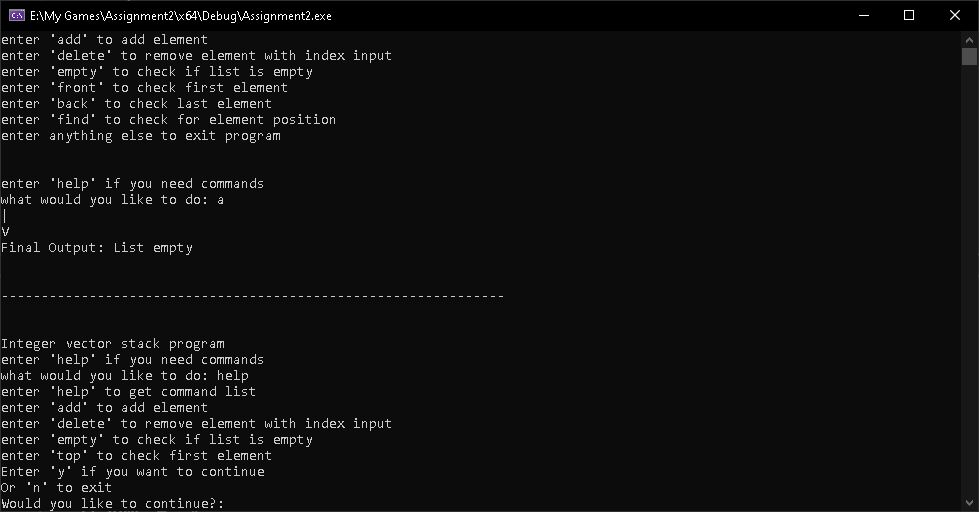 E:\My Games\Assignment2\x64\Debug\Assignment2.exe
enter 'add' to add element
enter 'delete' to remove element with index input
enter 'empty' to check if list is empty
enter 'front' to check first element
enter 'back' to check last element
enter 'find' to check for element position
enter anything else to exit program
enter 'help' if you need commands
what would you like to do: a
|
V
Final Output: List empty
---------------------------------------------------------------
Integer vector stack program
enter 'help' if you need commands
what would you like to do: help
enter 'help' to get command list
enter 'add' to add element
enter 'delete' to remove element with index input
enter 'empty' to check if list is empty
enter 'top' to check first element
Enter 'y' if you want to continue
Or 'n' to exit
Would you like to continue?: